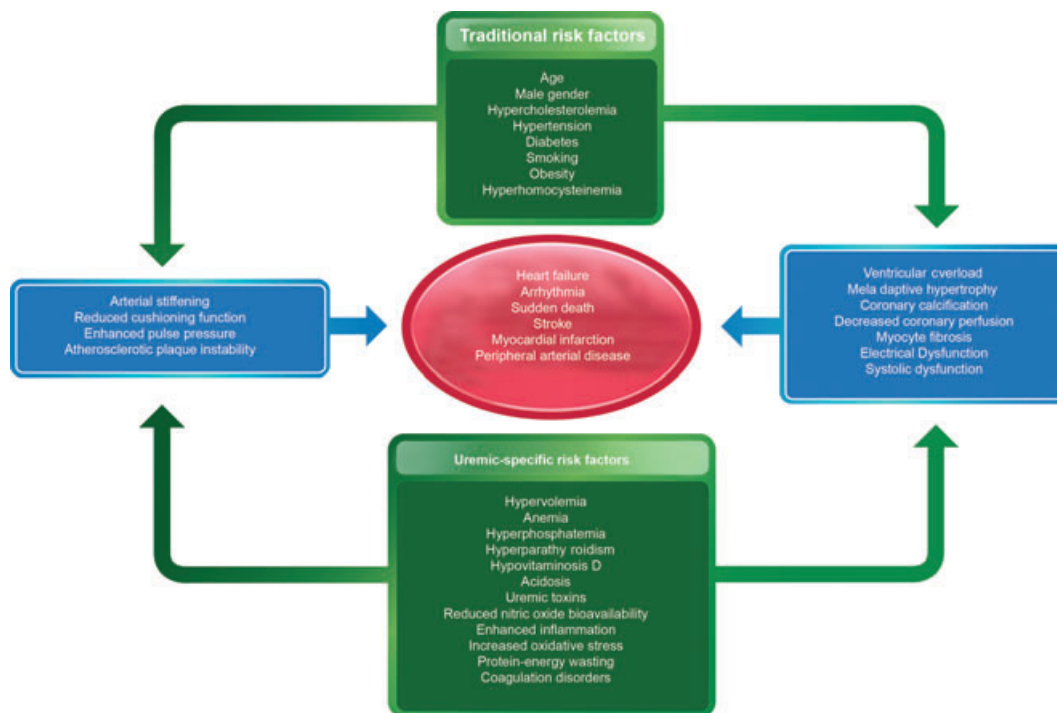 Traditional risk factors
Age
Male gender
Hypercholesterolemia
Hypertension
Diabetes
Smoking
Obesity
Hyperhomocysteinemia
Arterial stiffening
Reduced cushioning function
Enhanced pulse pressure
Atherosclerotic plaque instability
Heart failure
Arrhythmia
Sudden death
Stroke
Myocardial infarction
Peripheral arterial disease
Ventricular cverload
Mela daptive hypertrophy
Coronary calcification
Decreased coronary perfusion
Myocyte fibrosis
Electrical Dysfunction
Systolic dysfunction
Uremic-specific risk factors
Hypervolemia
Anemia
Hyperphosphatemia
Hyperparathy roidism
Hypovitaminosis D
Acidosis
Uremic toxins
Reduced nitric oxide bioavailability
Enhanced inflammation
Increased oxidative stress
Protein-energy wasting
Coagulation disorders